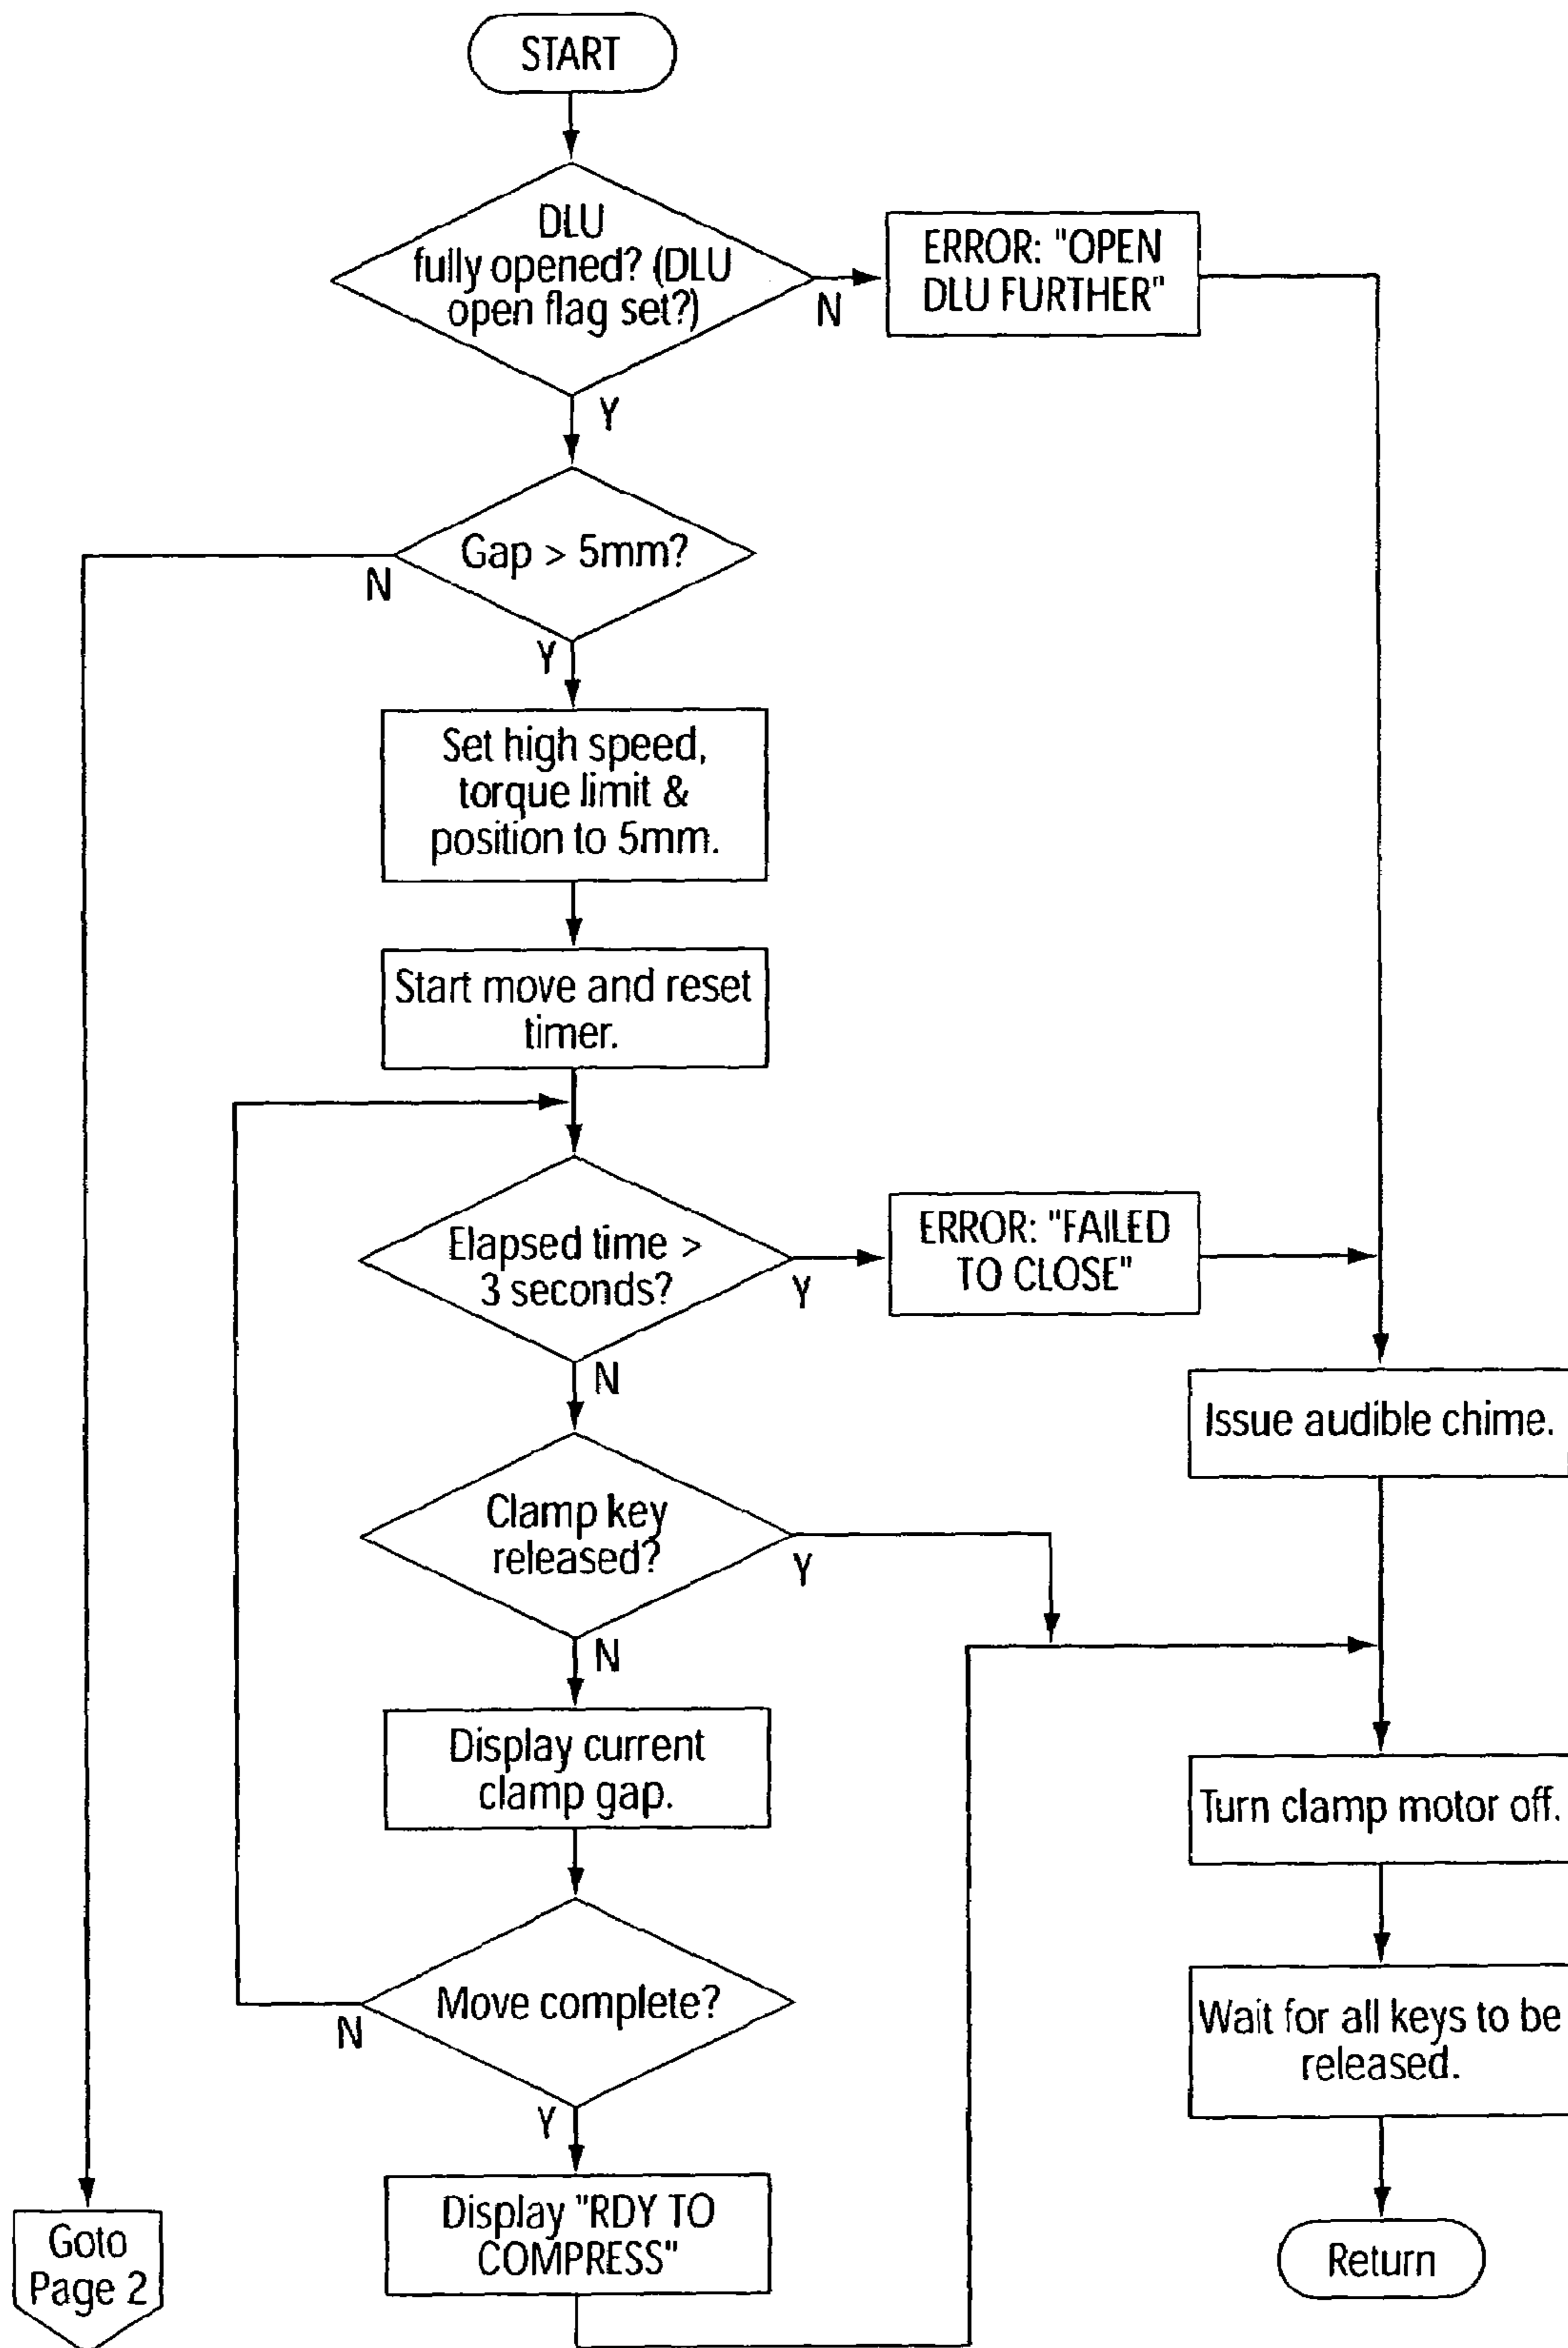 START
DLU
fully opened? (DLU
open flag set?)
N
ERROR: "OPEN
DLU FURTHER"
Y
Gap > 5mm?
N
Y
Set high speed,
torque limit &
position to 5mm.
Start move and reset
timer.
Elapsed time >
3 seconds?
Y
ERROR: "FAILED
TO CLOSE"
N
Issue audible chime.
Clamp key
released?
Y
N
Display current
clamp gap.
Turn clamp motor off.
Move complete?
N
Y
Wait for all keys to be
released.
Display "RDY TO
COMPRESS"
Goto
Page 2
Return